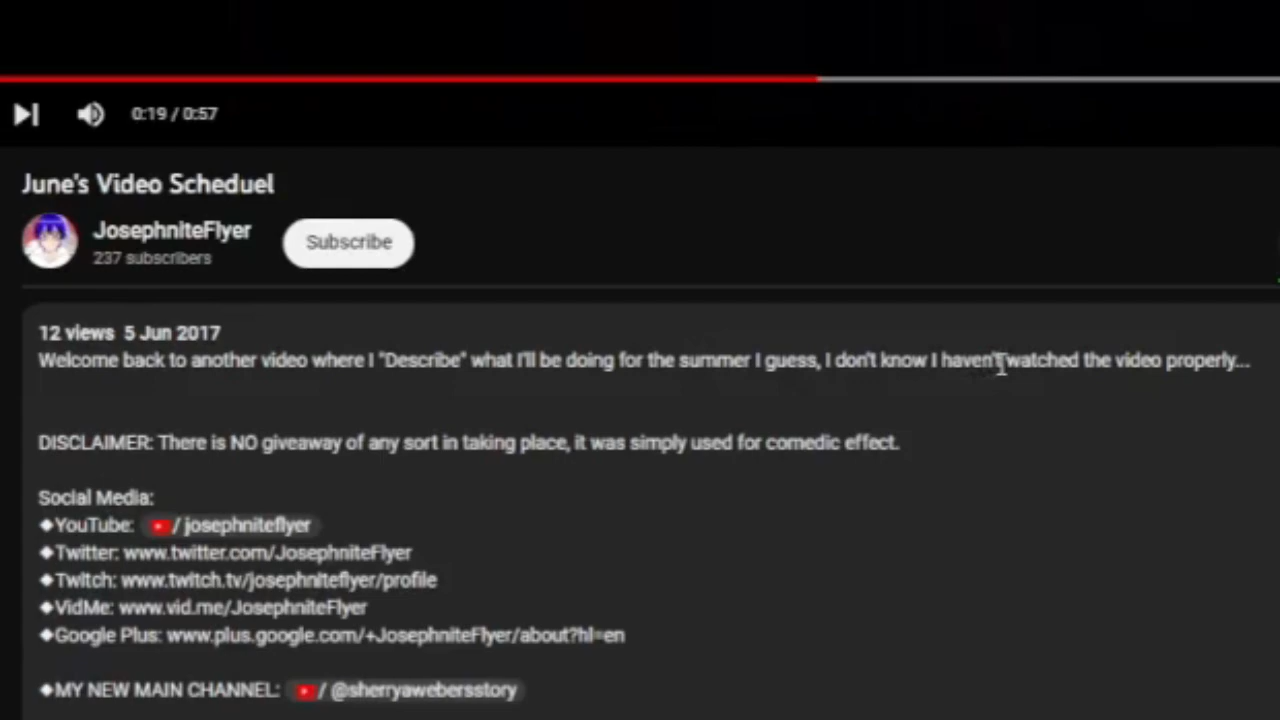 0:19 / 0:57
June's Video Scheduel
JosephniteFlyer
237 subscribers
Subscribe
12 views 5 Jun 2017
Welcome back to another video where I "Describe" what I'll be doing for the summer I guess, I don't know I haven't watched the video properly...
DISCLAIMER: There is NO giveaway of any sort in taking place, it was simply used for comedic effect.
Social Media:
◆YouTube: / josephniteflyer
◆Twitter: www.twitter.com/JosephniteFlyer
◆Twitch: www.twitch.tv/josephniteflyer/profile
◆VidMe: www.vid.me/JosephniteFlyer
◆Google Plus: www.plus.google.com/+JosephniteFlyer/about?hl=en
◆MY NEW MAIN CHANNEL: / @sherryawebersstory